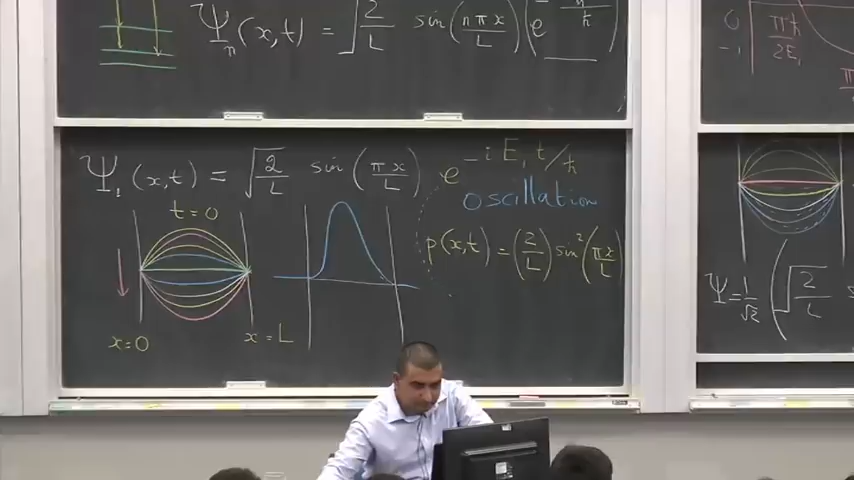 Ψₙ(x,t) = √(2/L) sin(nπx/L) e
Ψ₁(x,t) = √(2/L) sin(πx/L) e^(-iE₁t/ħ)
oscillation
t=0
p(x,t) = (2/L) sin²(πx/L)
x=0
x=L
0
-1
πħ/2E₁
Ψ = 1/√2 (√(2/L) s